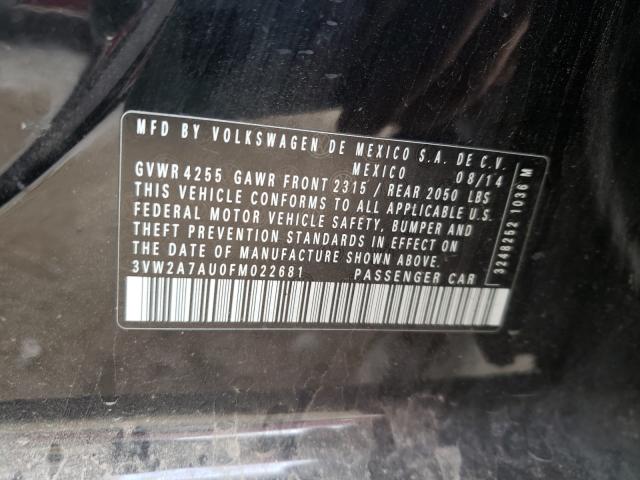 MFD BY VOLKSWAGEN DE MEXICO S.A. DE C.V.
MEXICO 08/14
GVWR 4255 GAWR FRONT 2315 / REAR 2050 LBS
THIS VEHICLE CONFORMS TO ALL APPLICABLE U.S.
FEDERAL MOTOR VEHICLE SAFETY, BUMPER AND
THEFT PREVENTION STANDARDS IN EFFECT ON
THE DATE OF MANUFACTURE SHOWN ABOVE.
3VW2A7AU0FM022681 PASSENGER CAR
3248252 1036 M